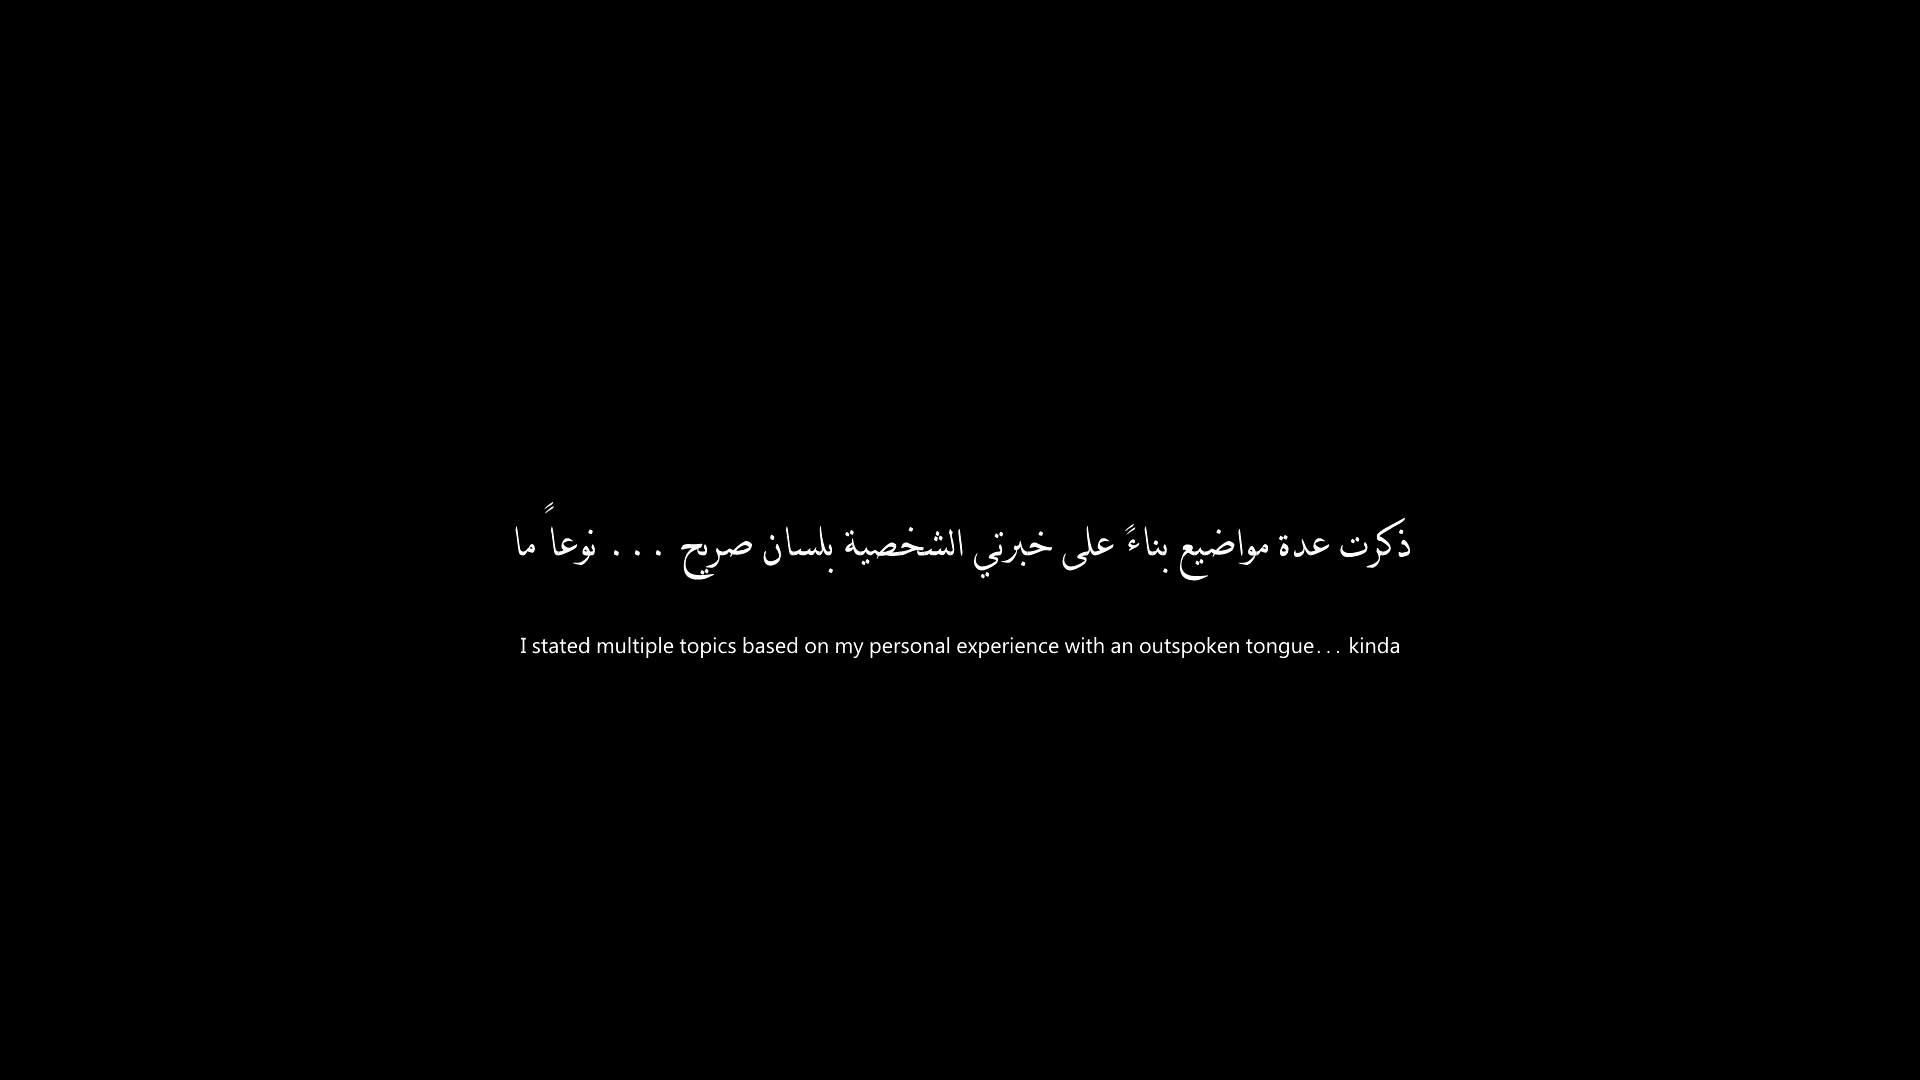 ذكرت عدة مواضيع بناءً على خبرتي الشخصية بلسان صريح ... نوعاً ما
I stated multiple topics based on my personal experience with an outspoken tongue... kinda